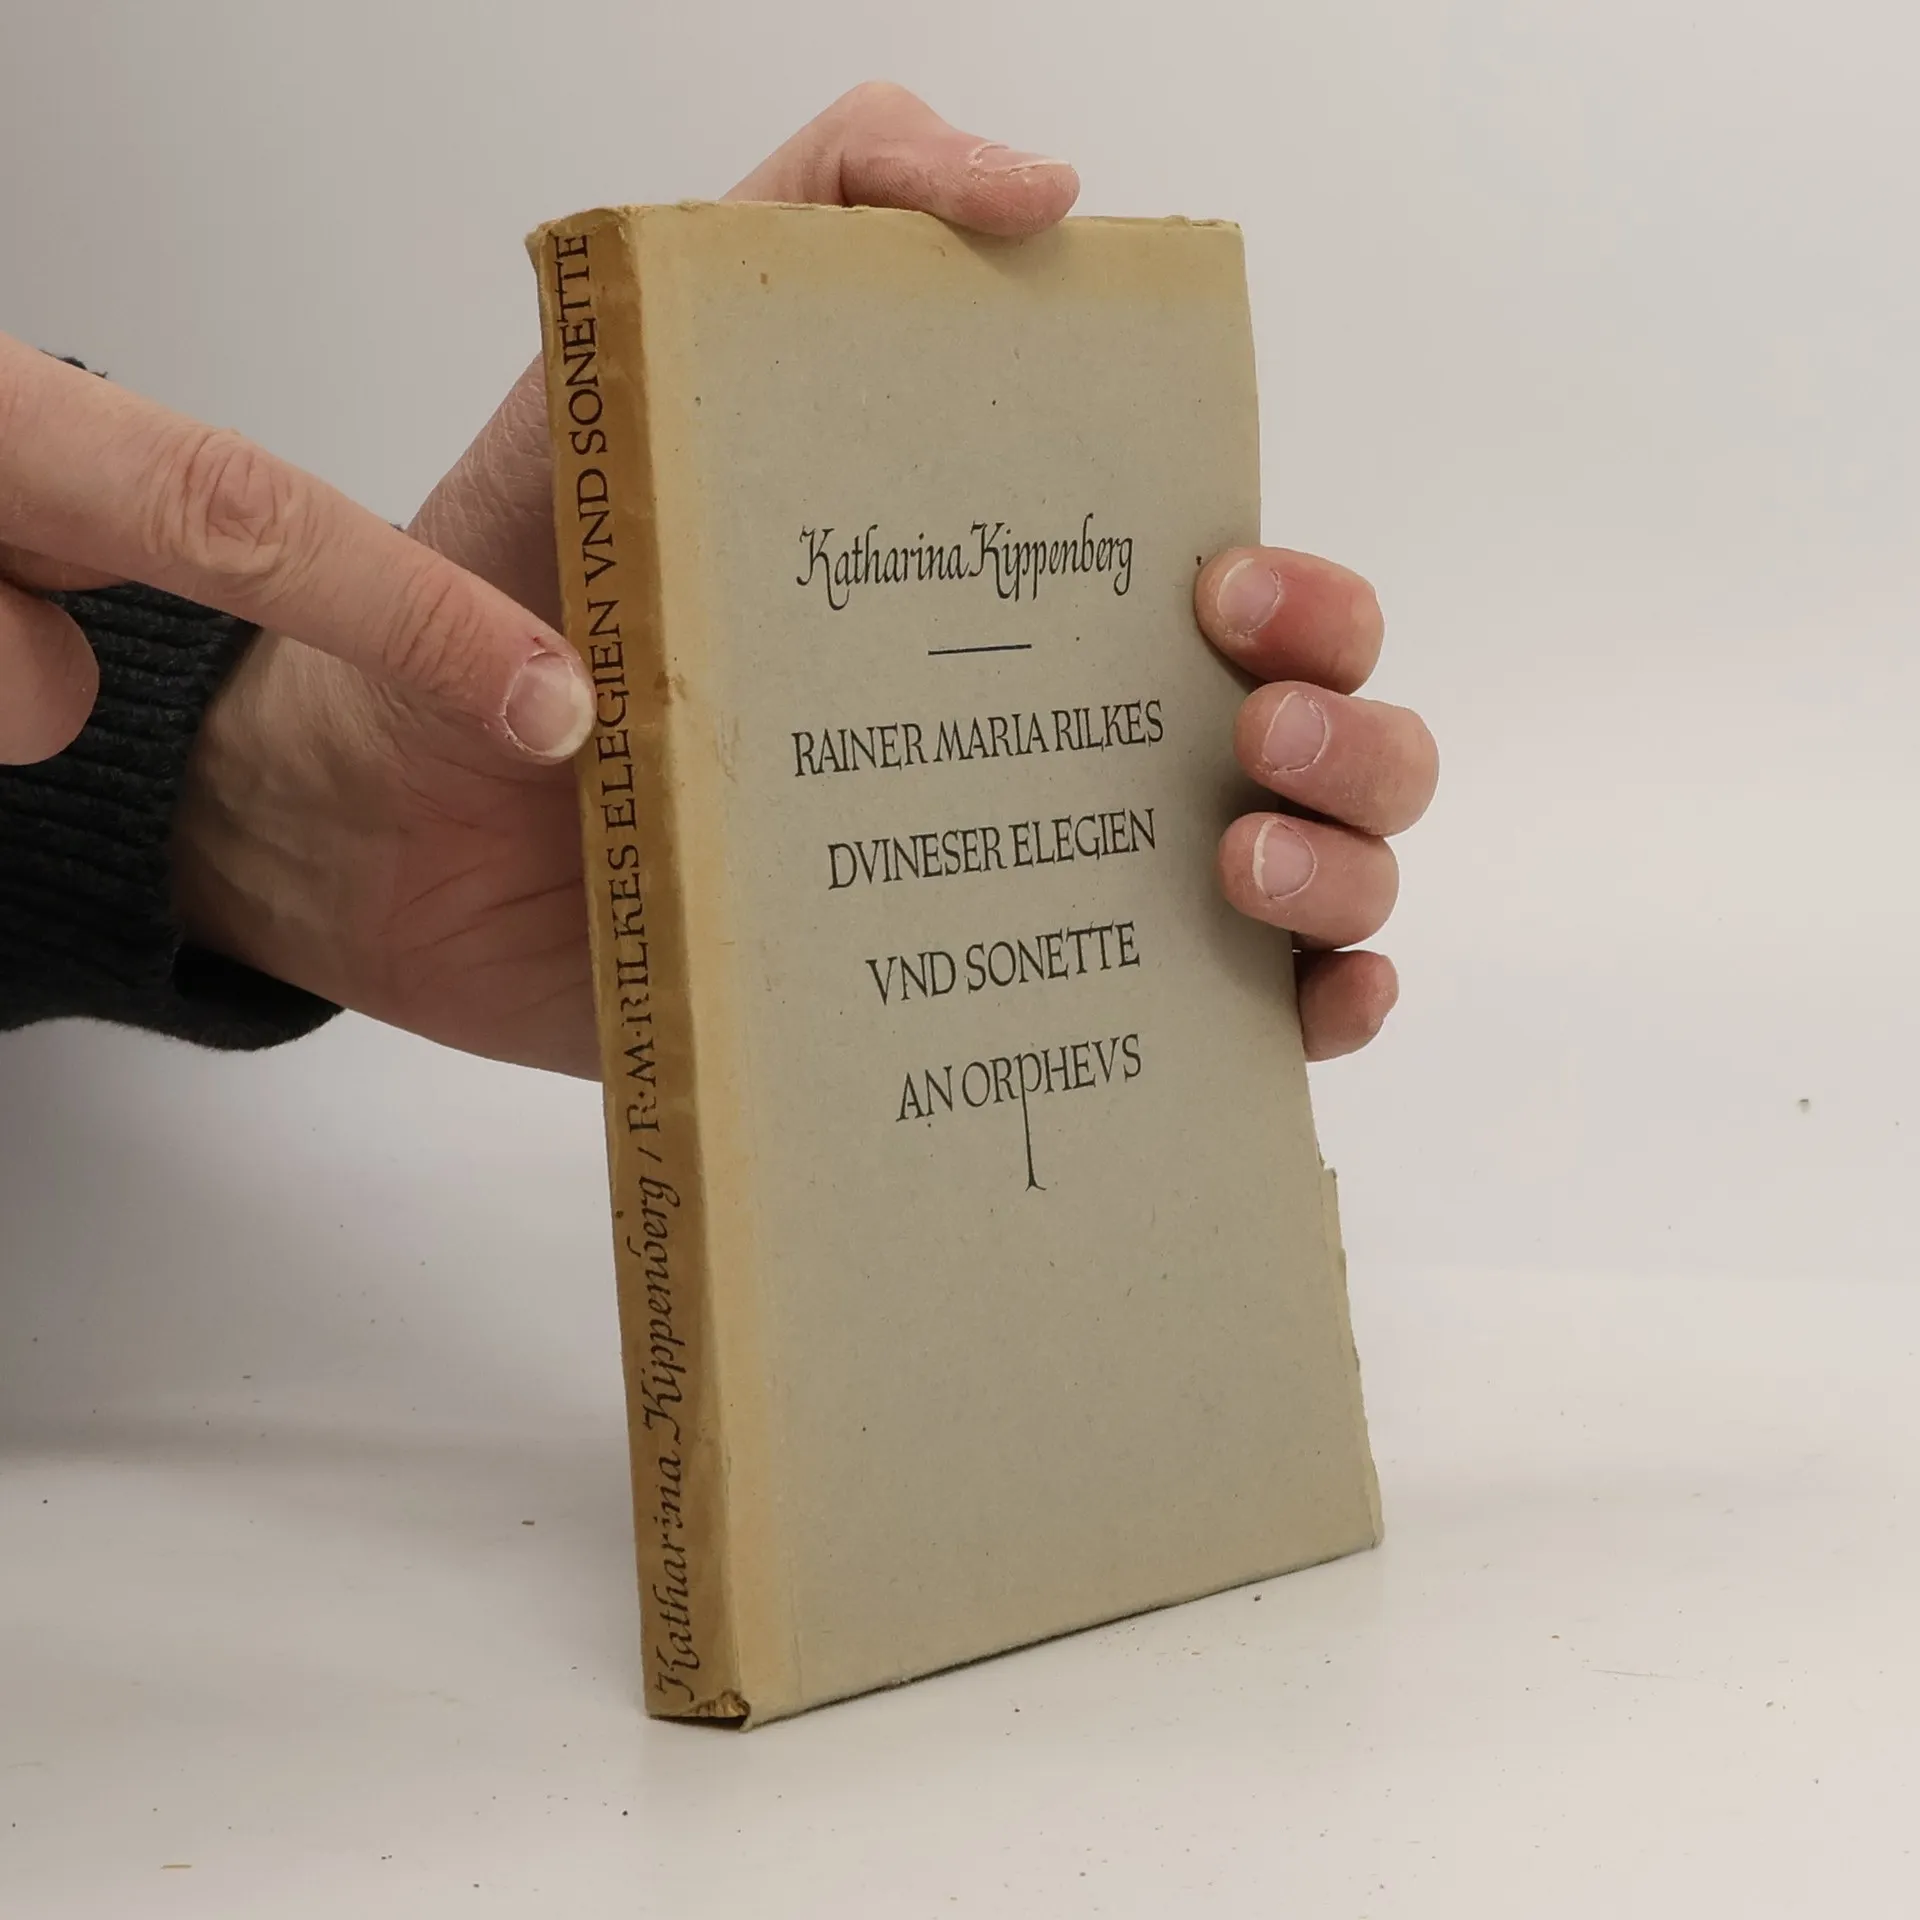 Katharina Kippenberg
RAINER MARIA RILKES
DVINESER ELEGIEN
VND SONETTE
AN ORPHEVS
Katharina Kippenberg / R·M·RILKES ELEGIEN VND SONETTE